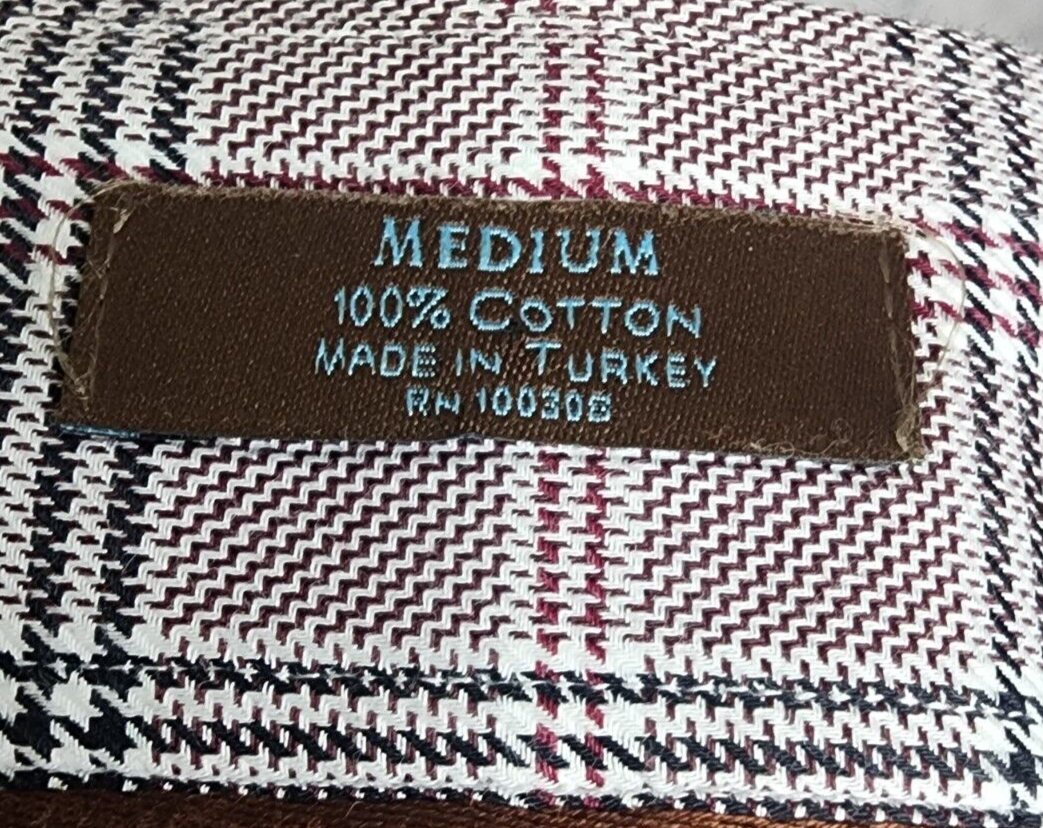 MEDIUM
100% COTTON
MADE IN TURKEY
RN 100308